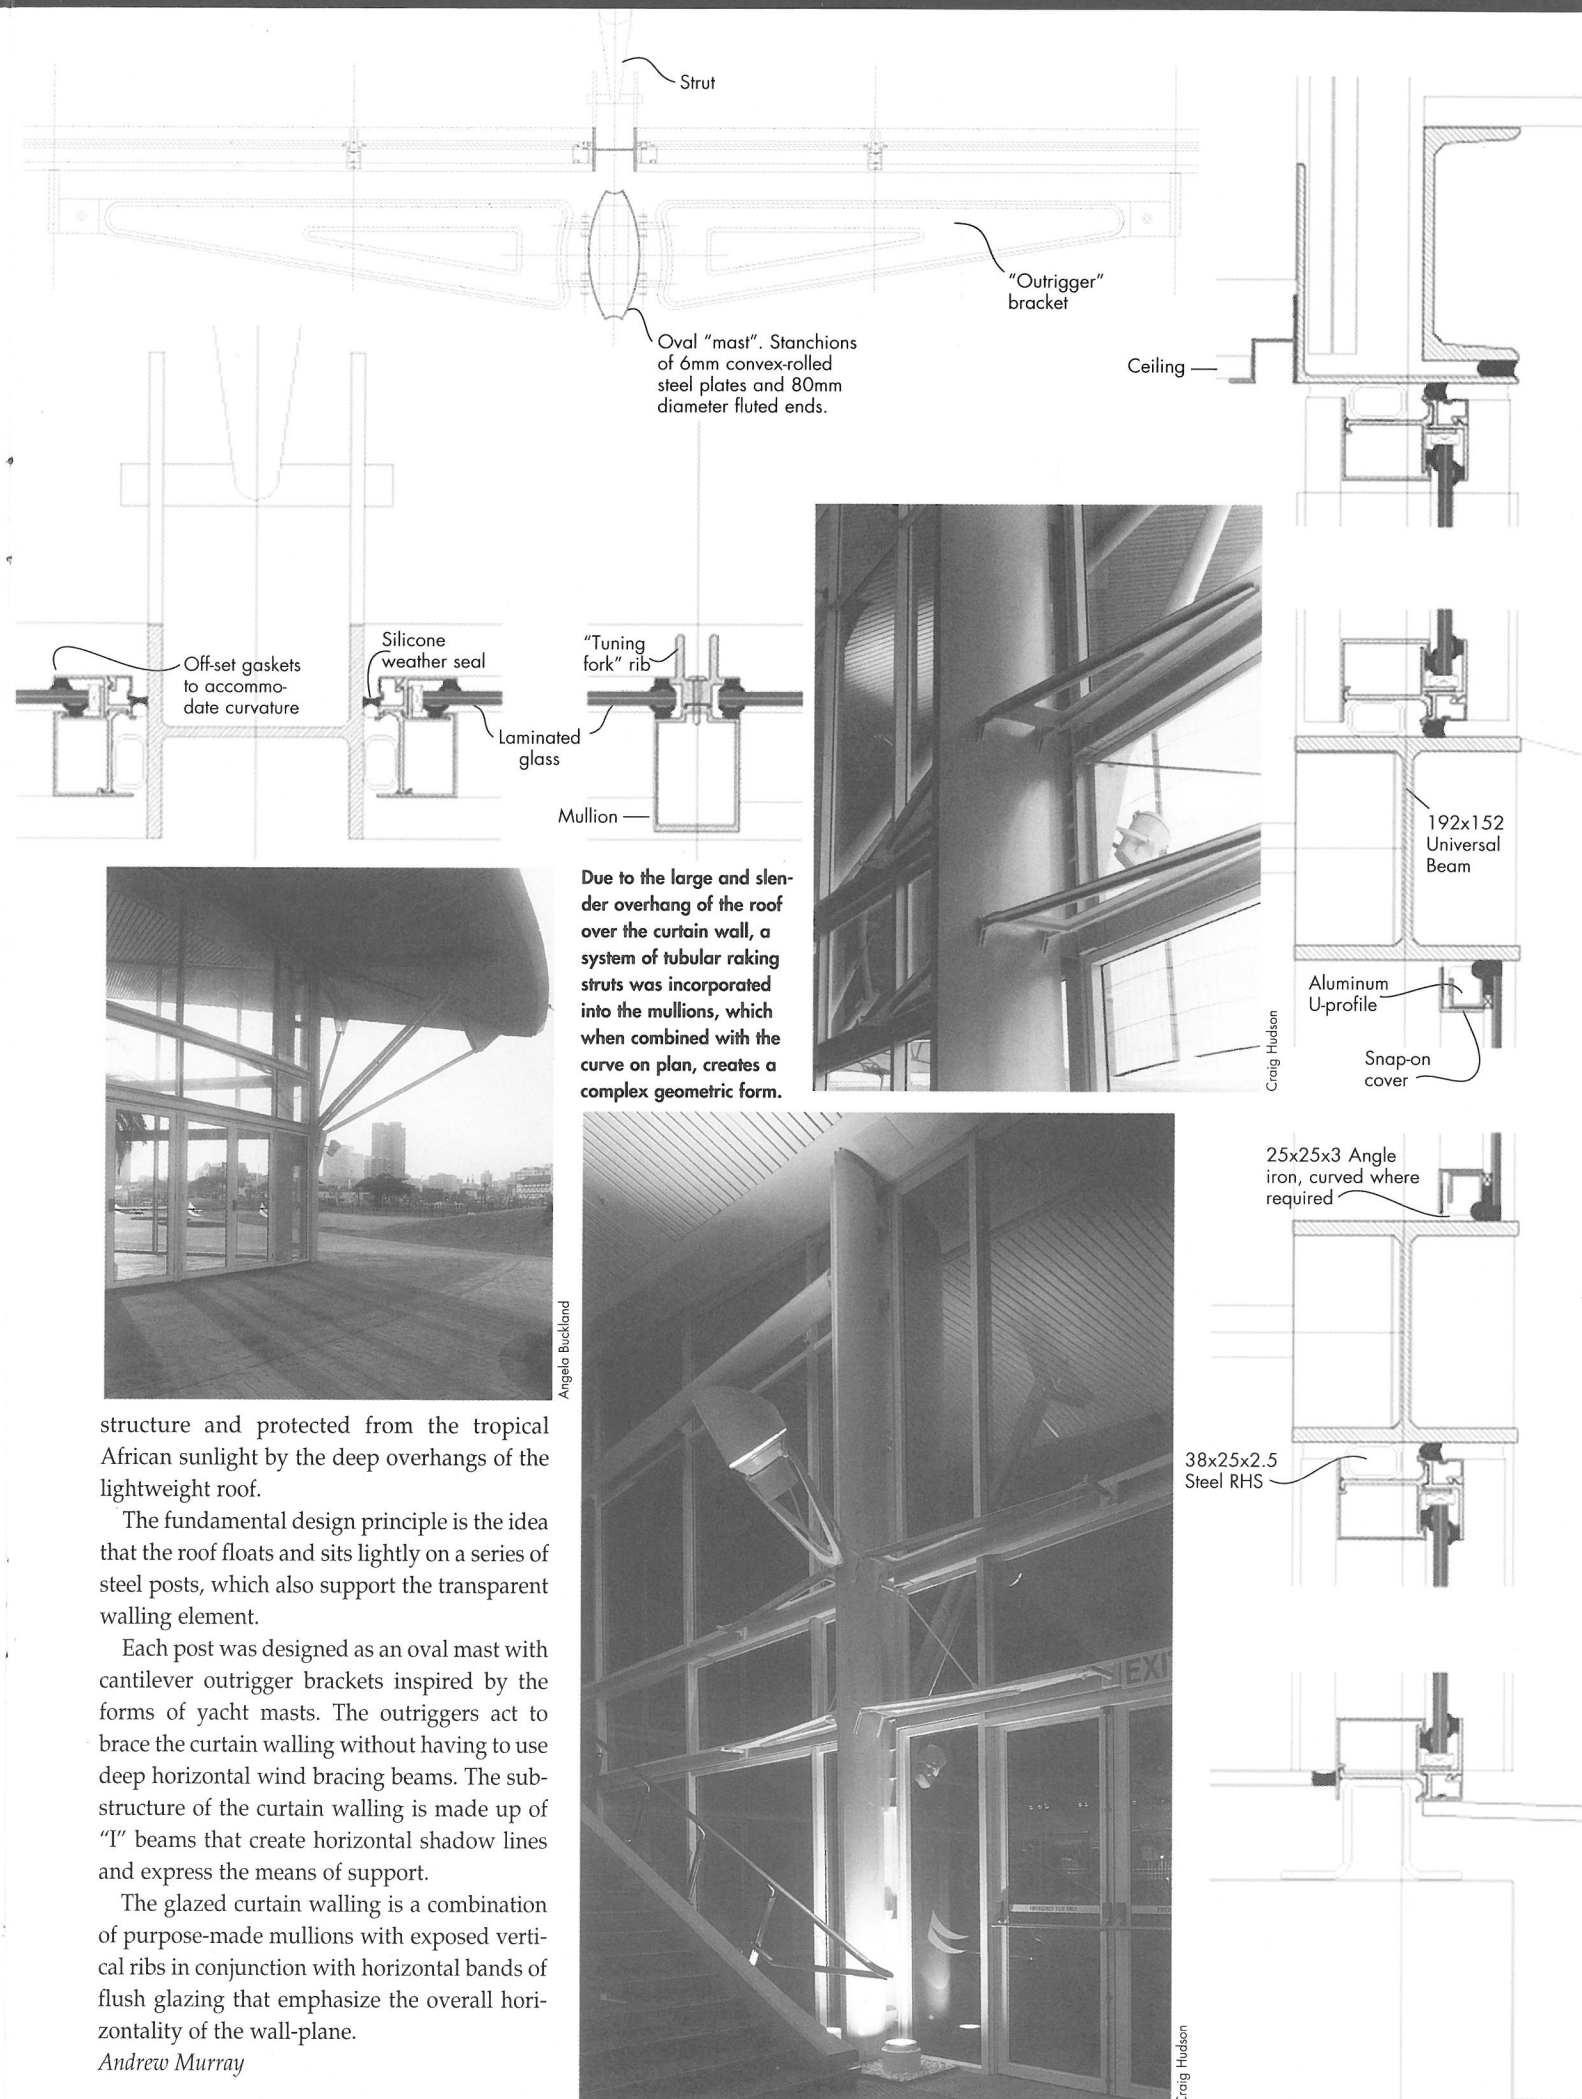 Strut
"Outrigger"
bracket
Oval "mast". Stanchions
of 6mm convex-rolled
steel plates and 80mm
diameter fluted ends.
Ceiling
Off-set gaskets
to accommo-
date curvature
Silicone
weather seal
"Tuning
fork" rib
Laminated
glass
Mullion
192x152
Universal
Beam
Aluminum
U-profile
Snap-on
cover
25x25x3 Angle
iron, curved where
required
38x25x2.5
Steel RHS
Due to the large and slen-
der overhang of the roof
over the curtain wall, a
system of tubular raking
struts was incorporated
into the mullions, which
when combined with the
curve on plan, creates a
complex geometric form.
Craig Hudson
Angela Buckland
EXI
Craig Hudson
structure and protected from the tropical
African sunlight by the deep overhangs of the
lightweight roof.
The fundamental design principle is the idea
that the roof floats and sits lightly on a series of
steel posts, which also support the transparent
walling element.
Each post was designed as an oval mast with
cantilever outrigger brackets inspired by the
forms of yacht masts. The outriggers act to
brace the curtain walling without having to use
deep horizontal wind bracing beams. The sub-
structure of the curtain walling is made up of
"I" beams that create horizontal shadow lines
and express the means of support.
The glazed curtain walling is a combination
of purpose-made mullions with exposed verti-
cal ribs in conjunction with horizontal bands of
flush glazing that emphasize the overall hori-
zontality of the wall-plane.
Andrew Murray